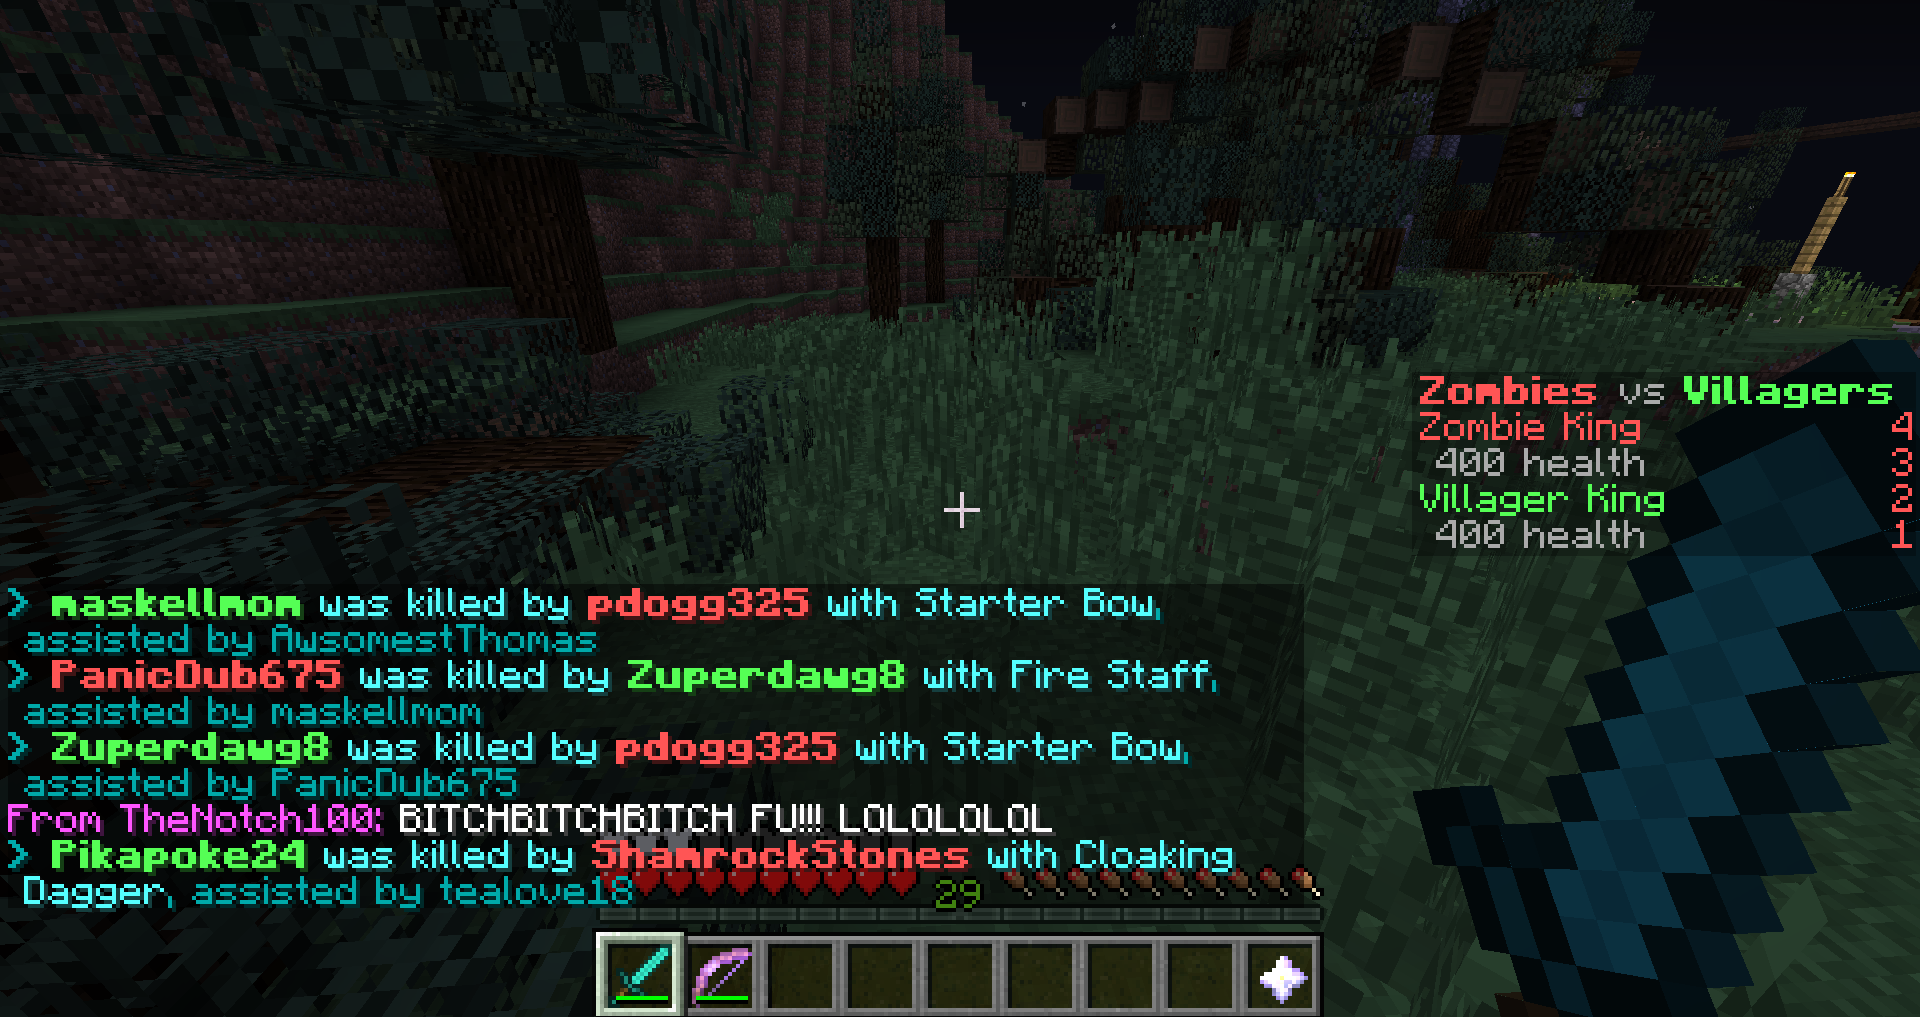 Zombies vs Villagers
Zombie King 4
400 health 3
Villager King 2
400 health 1
> maskellmom was killed by pdogg325 with Starter Bow,
assisted by AwsomestThomas
> PanicDub675 was killed by Zuperdawg8 with Fire Staff,
assisted by maskellmom
> Zuperdawg8 was killed by pdogg325 with Starter Bow,
assisted by PanicDub675
From TheNotch100: BITCHBITCHBITCH FU!!! LOLOLOLOL
> Pikapoke24 was killed by ShamrockStones with Cloaking
Dagger, assisted by tealove18
29